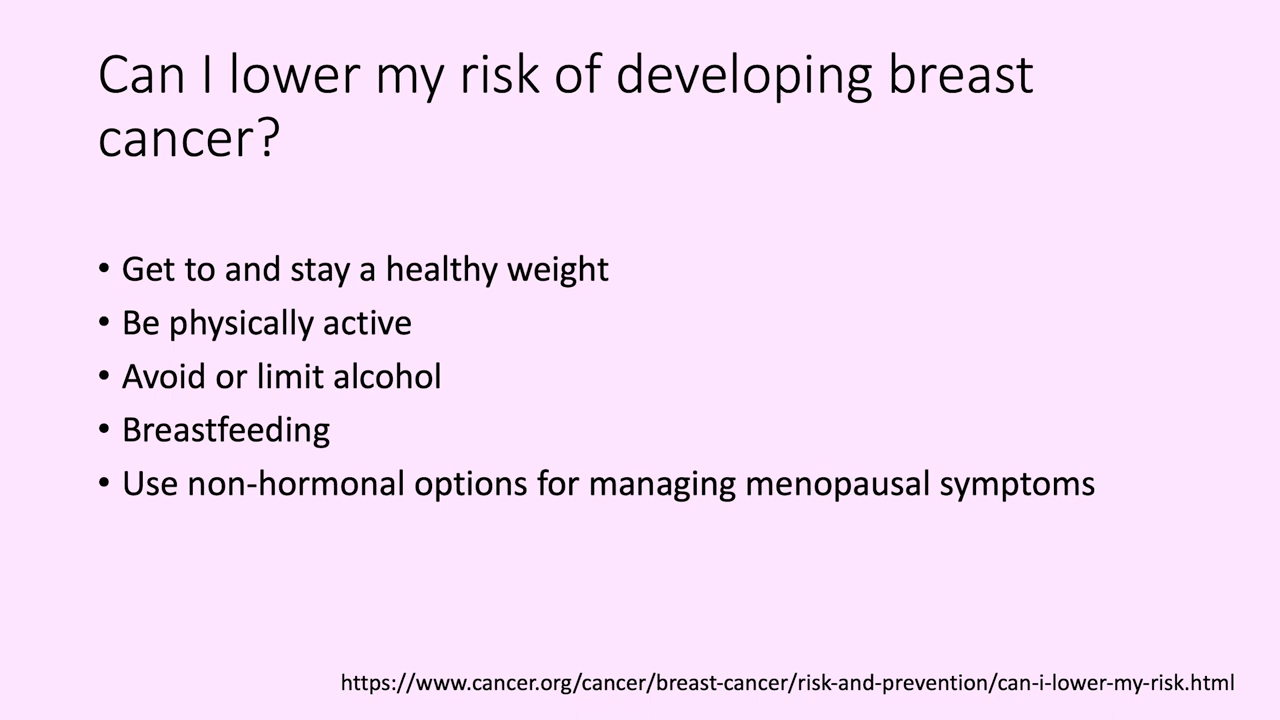 Can I lower my risk of developing breast
cancer?
• Get to and stay a healthy weight
• Be physically active
• Avoid or limit alcohol
• Breastfeeding
• Use non-hormonal options for managing menopausal symptoms
https://www.cancer.org/cancer/breast-cancer/risk-and-prevention/can-i-lower-my-risk.html